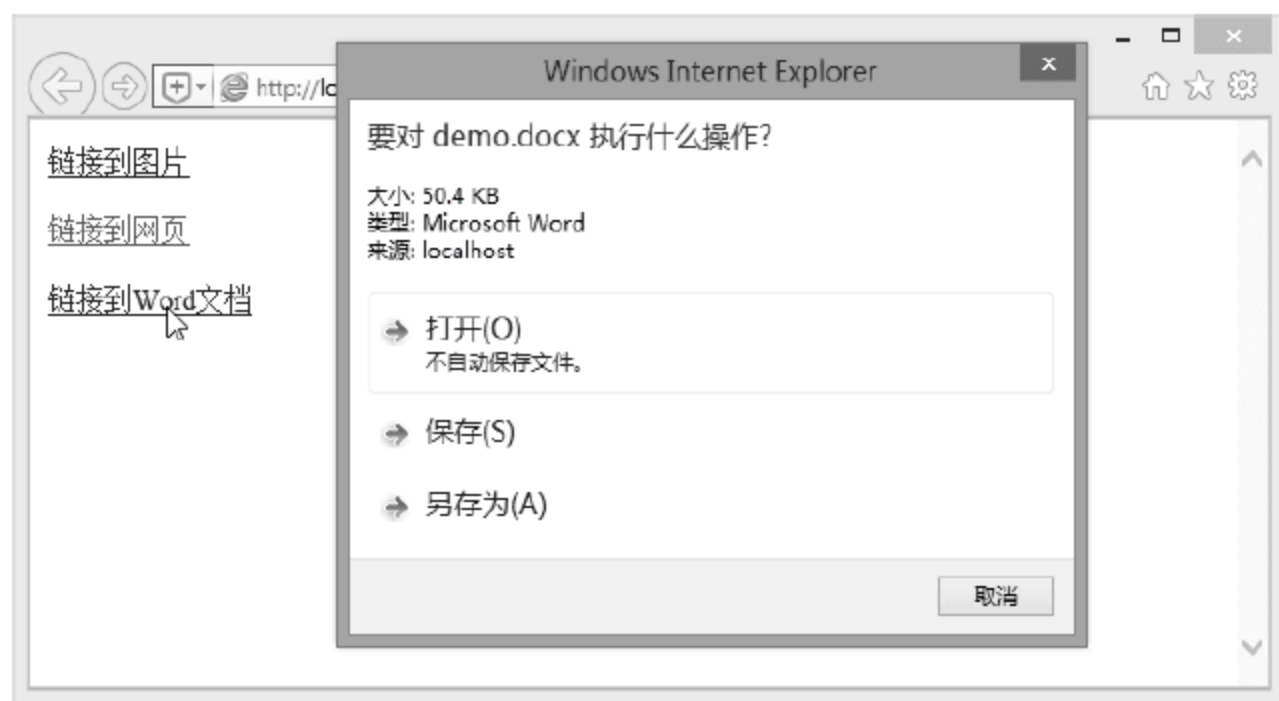 Windows Internet Explorer
x
http://lo
要对 demo.docx 执行什么操作?
链接到图片
大小: 50.4 KB
类型: Microsoft Word
链接到网页
来源: localhost
链接到Word文档
打开(O)
不自动保存文件。
保存(S)
另存为(A)
取消